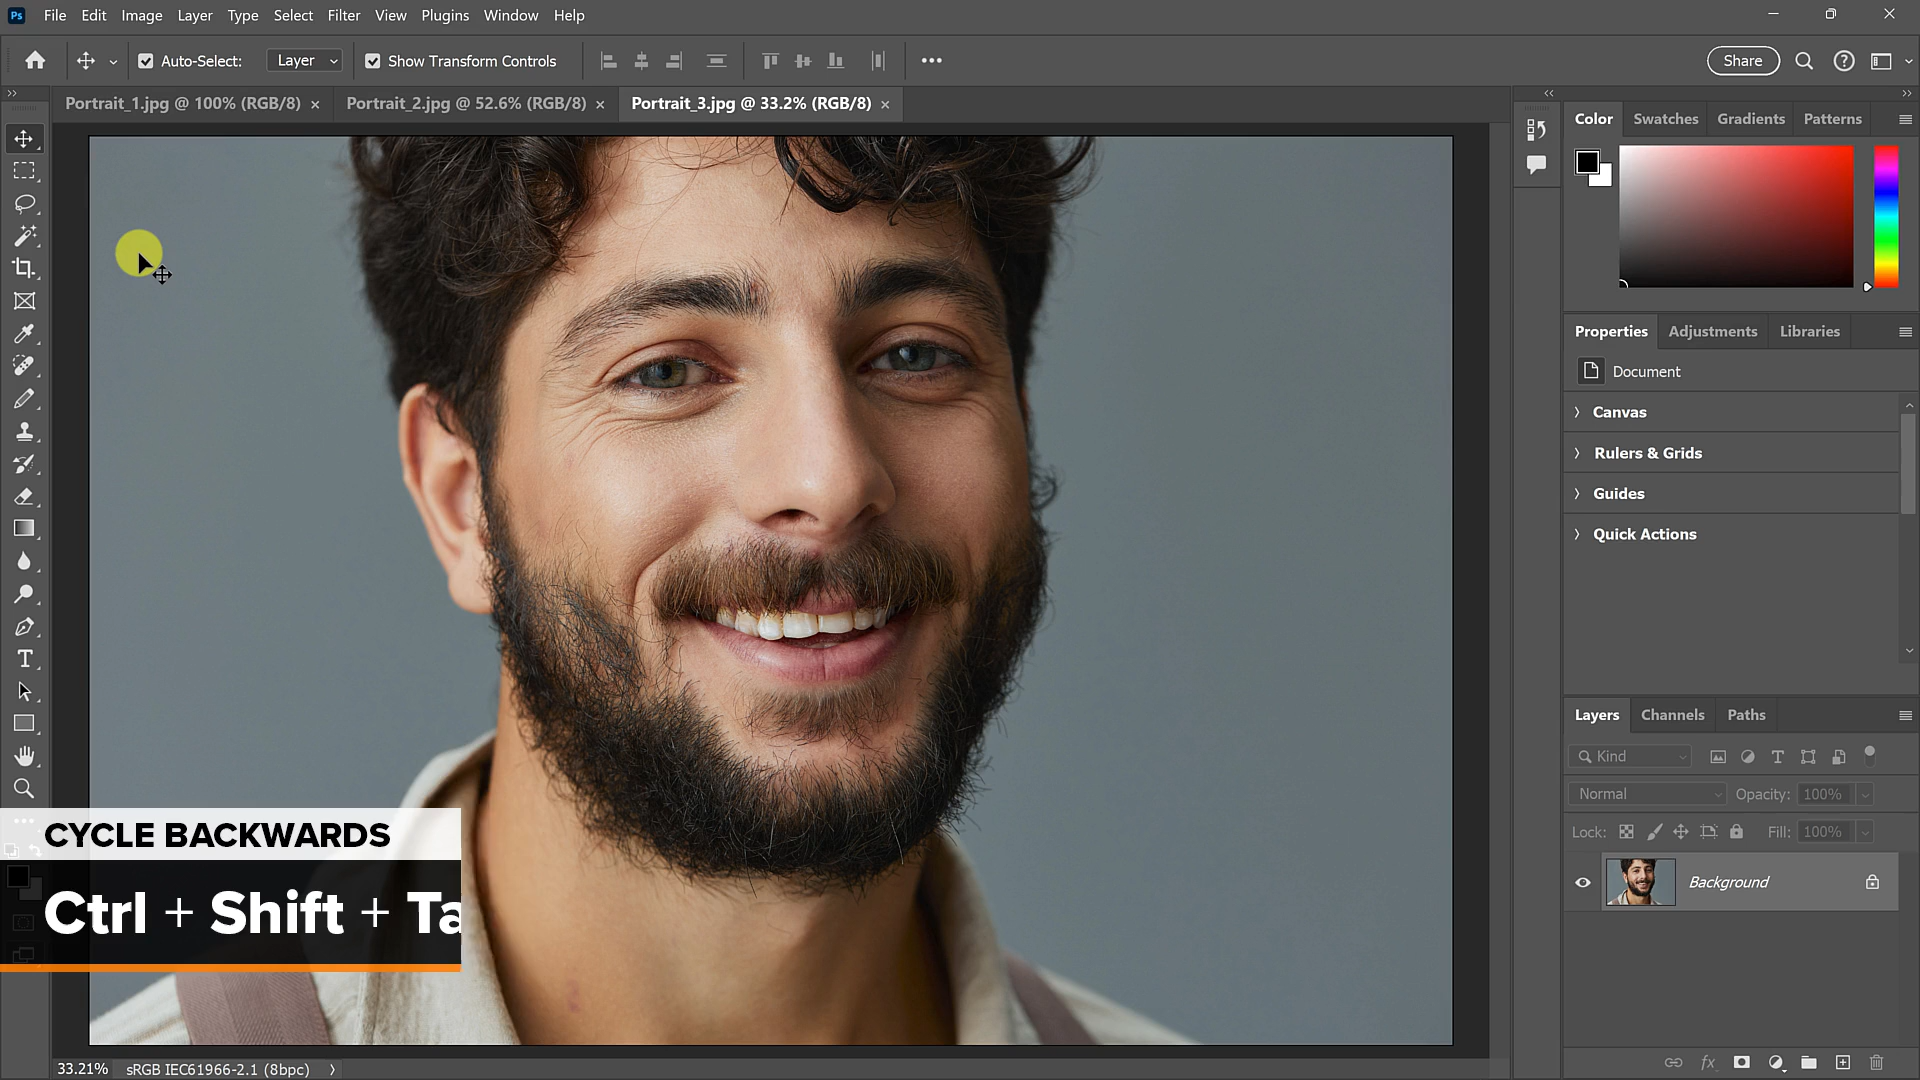 Ps File Edit Image Layer Type Select Filter View Plugins Window Help
Auto-Select: Layer Show Transform Controls ••• Share
Portrait_1.jpg @ 100% (RGB/8) × Portrait_2.jpg @ 52.6% (RGB/8) × Portrait_3.jpg @ 33.2% (RGB/8) ×
Color Swatches Gradients Patterns
Properties Adjustments Libraries
Document
Canvas
Rulers & Grids
Guides
Quick Actions
Layers Channels Paths
Kind
Normal Opacity: 100%
Lock: Fill: 100%
Background
CYCLE BACKWARDS
Ctrl + Shift + Ta
33.21% sRGB IEC61966-2.1 (8bpc)
fx